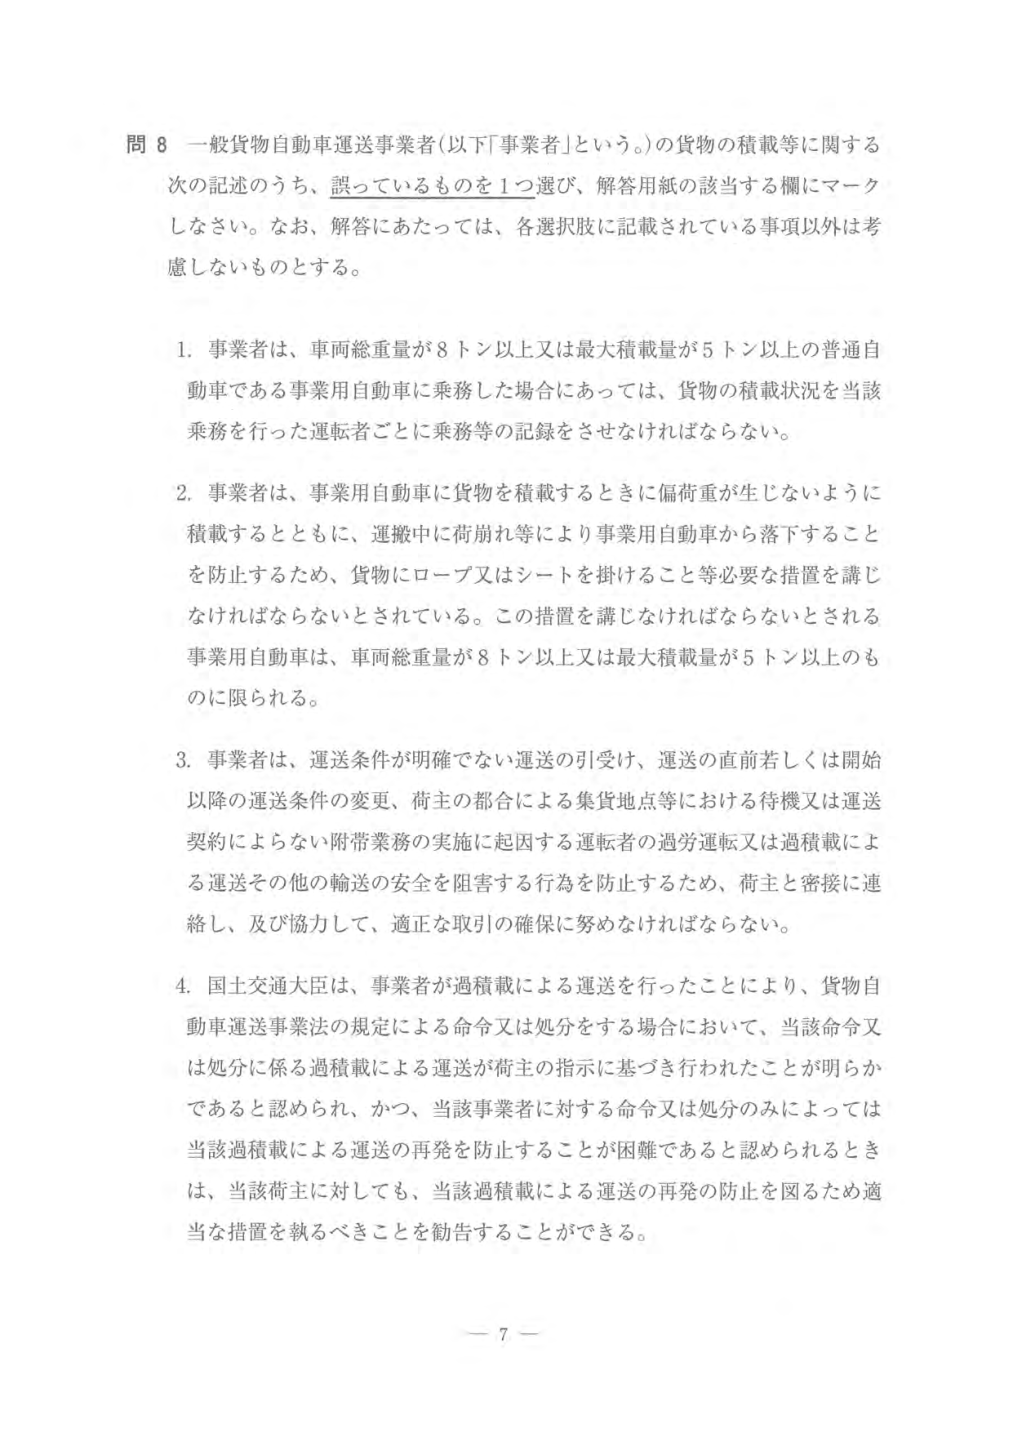 問 8 一般貨物自動車運送事業者(以下「事業者」という。)の貨物の積載等に関する
次の記述のうち、誤っているものを1つ選び、解答用紙の該当する欄にマーク
しなさい。なお、解答にあたっては、各選択肢に記載されている事項以外は考
慮しないものとする。
1. 事業者は、車両総重量が8トン以上又は最大積載量が5トン以上の普通自
動車である事業用自動車に乗務した場合にあっては、貨物の積載状況を当該
乗務を行った運転者ごとに乗務等の記録をさせなければならない。
2. 事業者は、事業用自動車に貨物を積載するときに偏荷重が生じないように
積載するとともに、運搬中に荷崩れ等により事業用自動車から落下すること
を防止するため、貨物にロープ又はシートを掛けること等必要な措置を講じ
なければならないとされている。この措置を講じなければならないとされる
事業用自動車は、車両総重量が8トン以上又は最大積載量が5トン以上のも
のに限られる。
3. 事業者は、運送条件が明確でない運送の引受け、運送の直前若しくは開始
以降の運送条件の変更、荷主の都合による集貨地点等における待機又は運送
契約によらない附帯業務の実施に起因する運転者の過労運転又は過積載によ
る運送その他の輸送の安全を阻害する行為を防止するため、荷主と密接に連
絡し、及び協力して、適正な取引の確保に努めなければならない。
4. 国土交通大臣は、事業者が過積載による運送を行ったことにより、貨物自
動車運送事業法の規定による命令又は処分をする場合において、当該命令又
は処分に係る過積載による運送が荷主の指示に基づき行われたことが明らか
であると認められ、かつ、当該事業者に対する命令又は処分のみによっては
当該過積載による運送の再発を防止することが困難であると認められるとき
は、当該荷主に対しても、当該過積載による運送の再発の防止を図るため適
当な措置を執るべきことを勧告することができる。
— 7 —